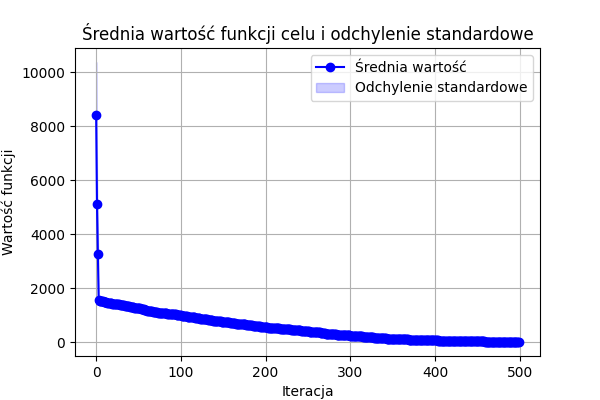 Średnia wartość funkcji celu i odchylenie standardowe
Średnia wartość
Odchylenie standardowe
Wartość funkcji
10000
8000
6000
4000
2000
0
0 100 200 300 400 500
Iteracja